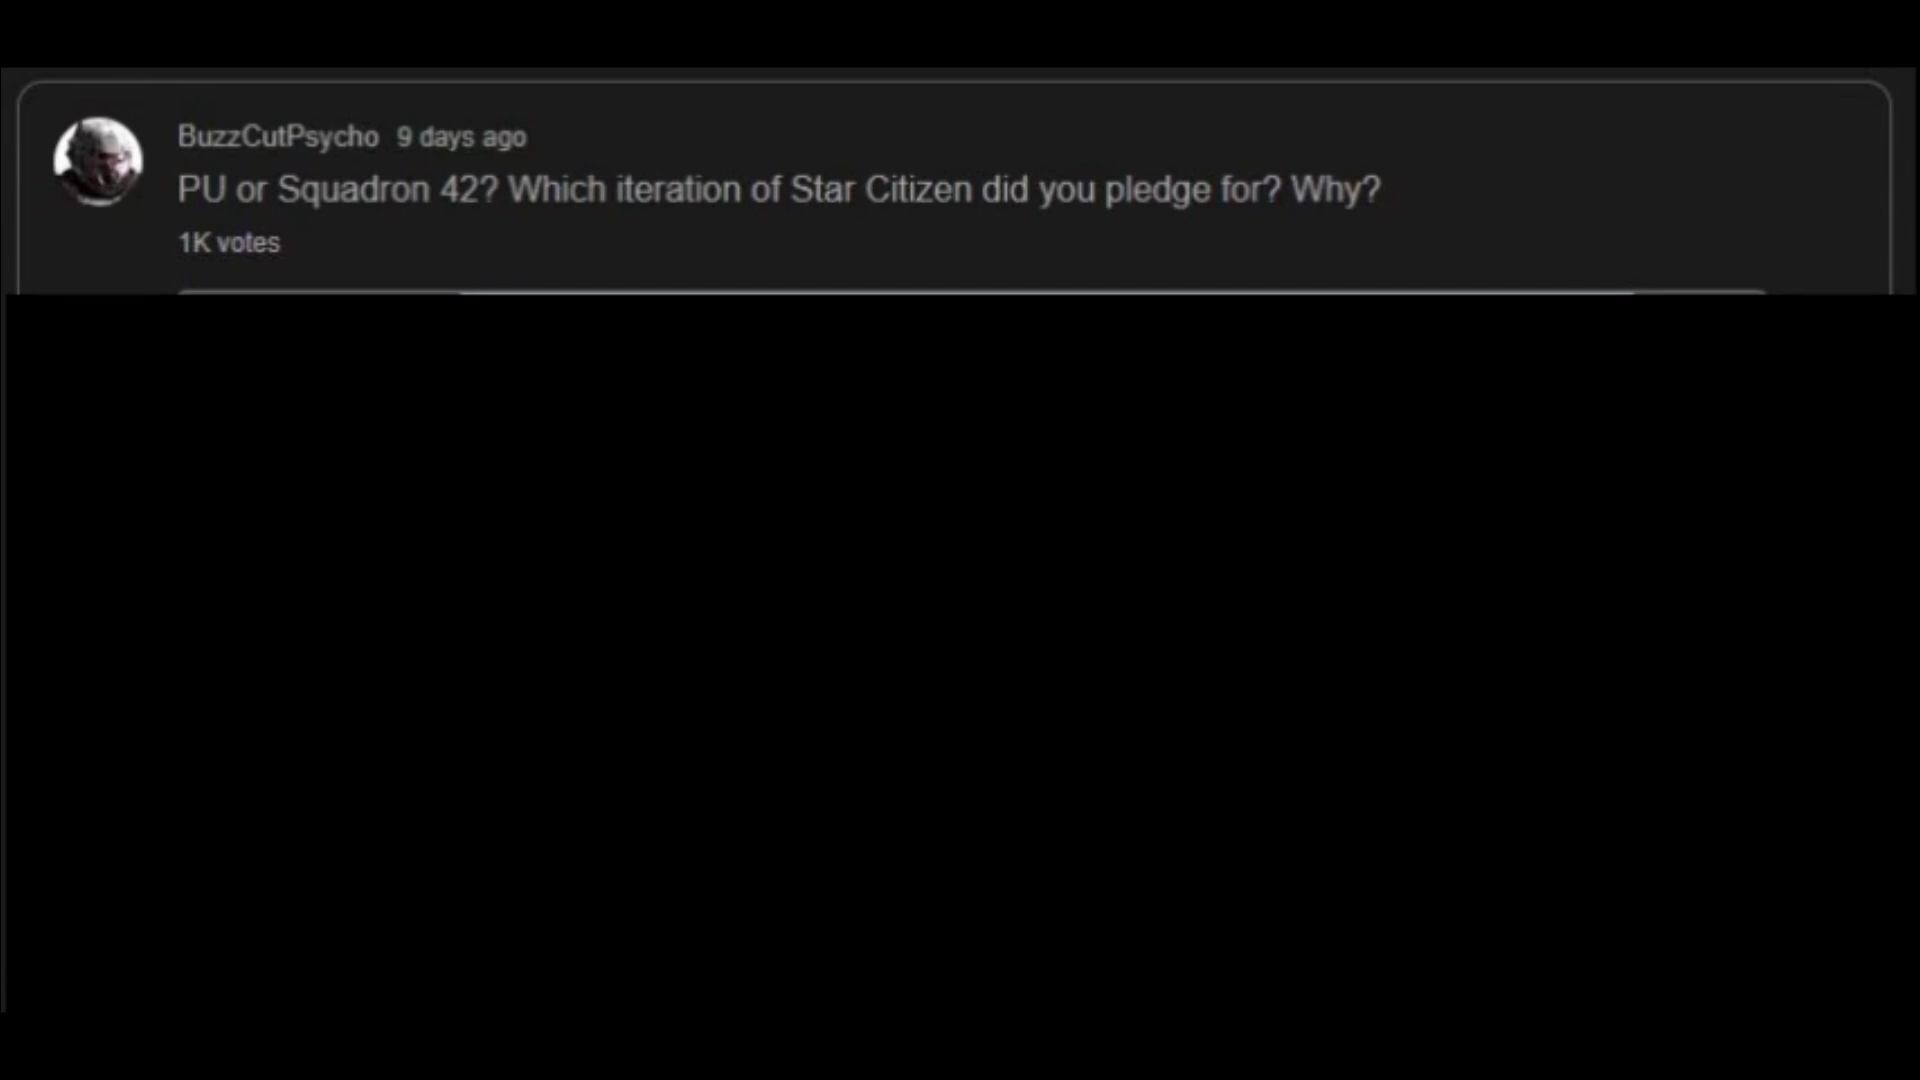 BuzzCutPsycho 9 days ago
PU or Squadron 42? Which iteration of Star Citizen did you pledge for? Why?
1K votes